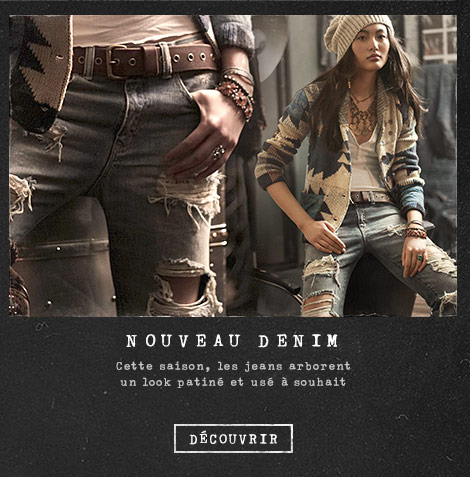 NOUVEAU DENIM
Cette saison, les jeans arborent
un look patiné et usé à souhait
DÉCOUVRIR